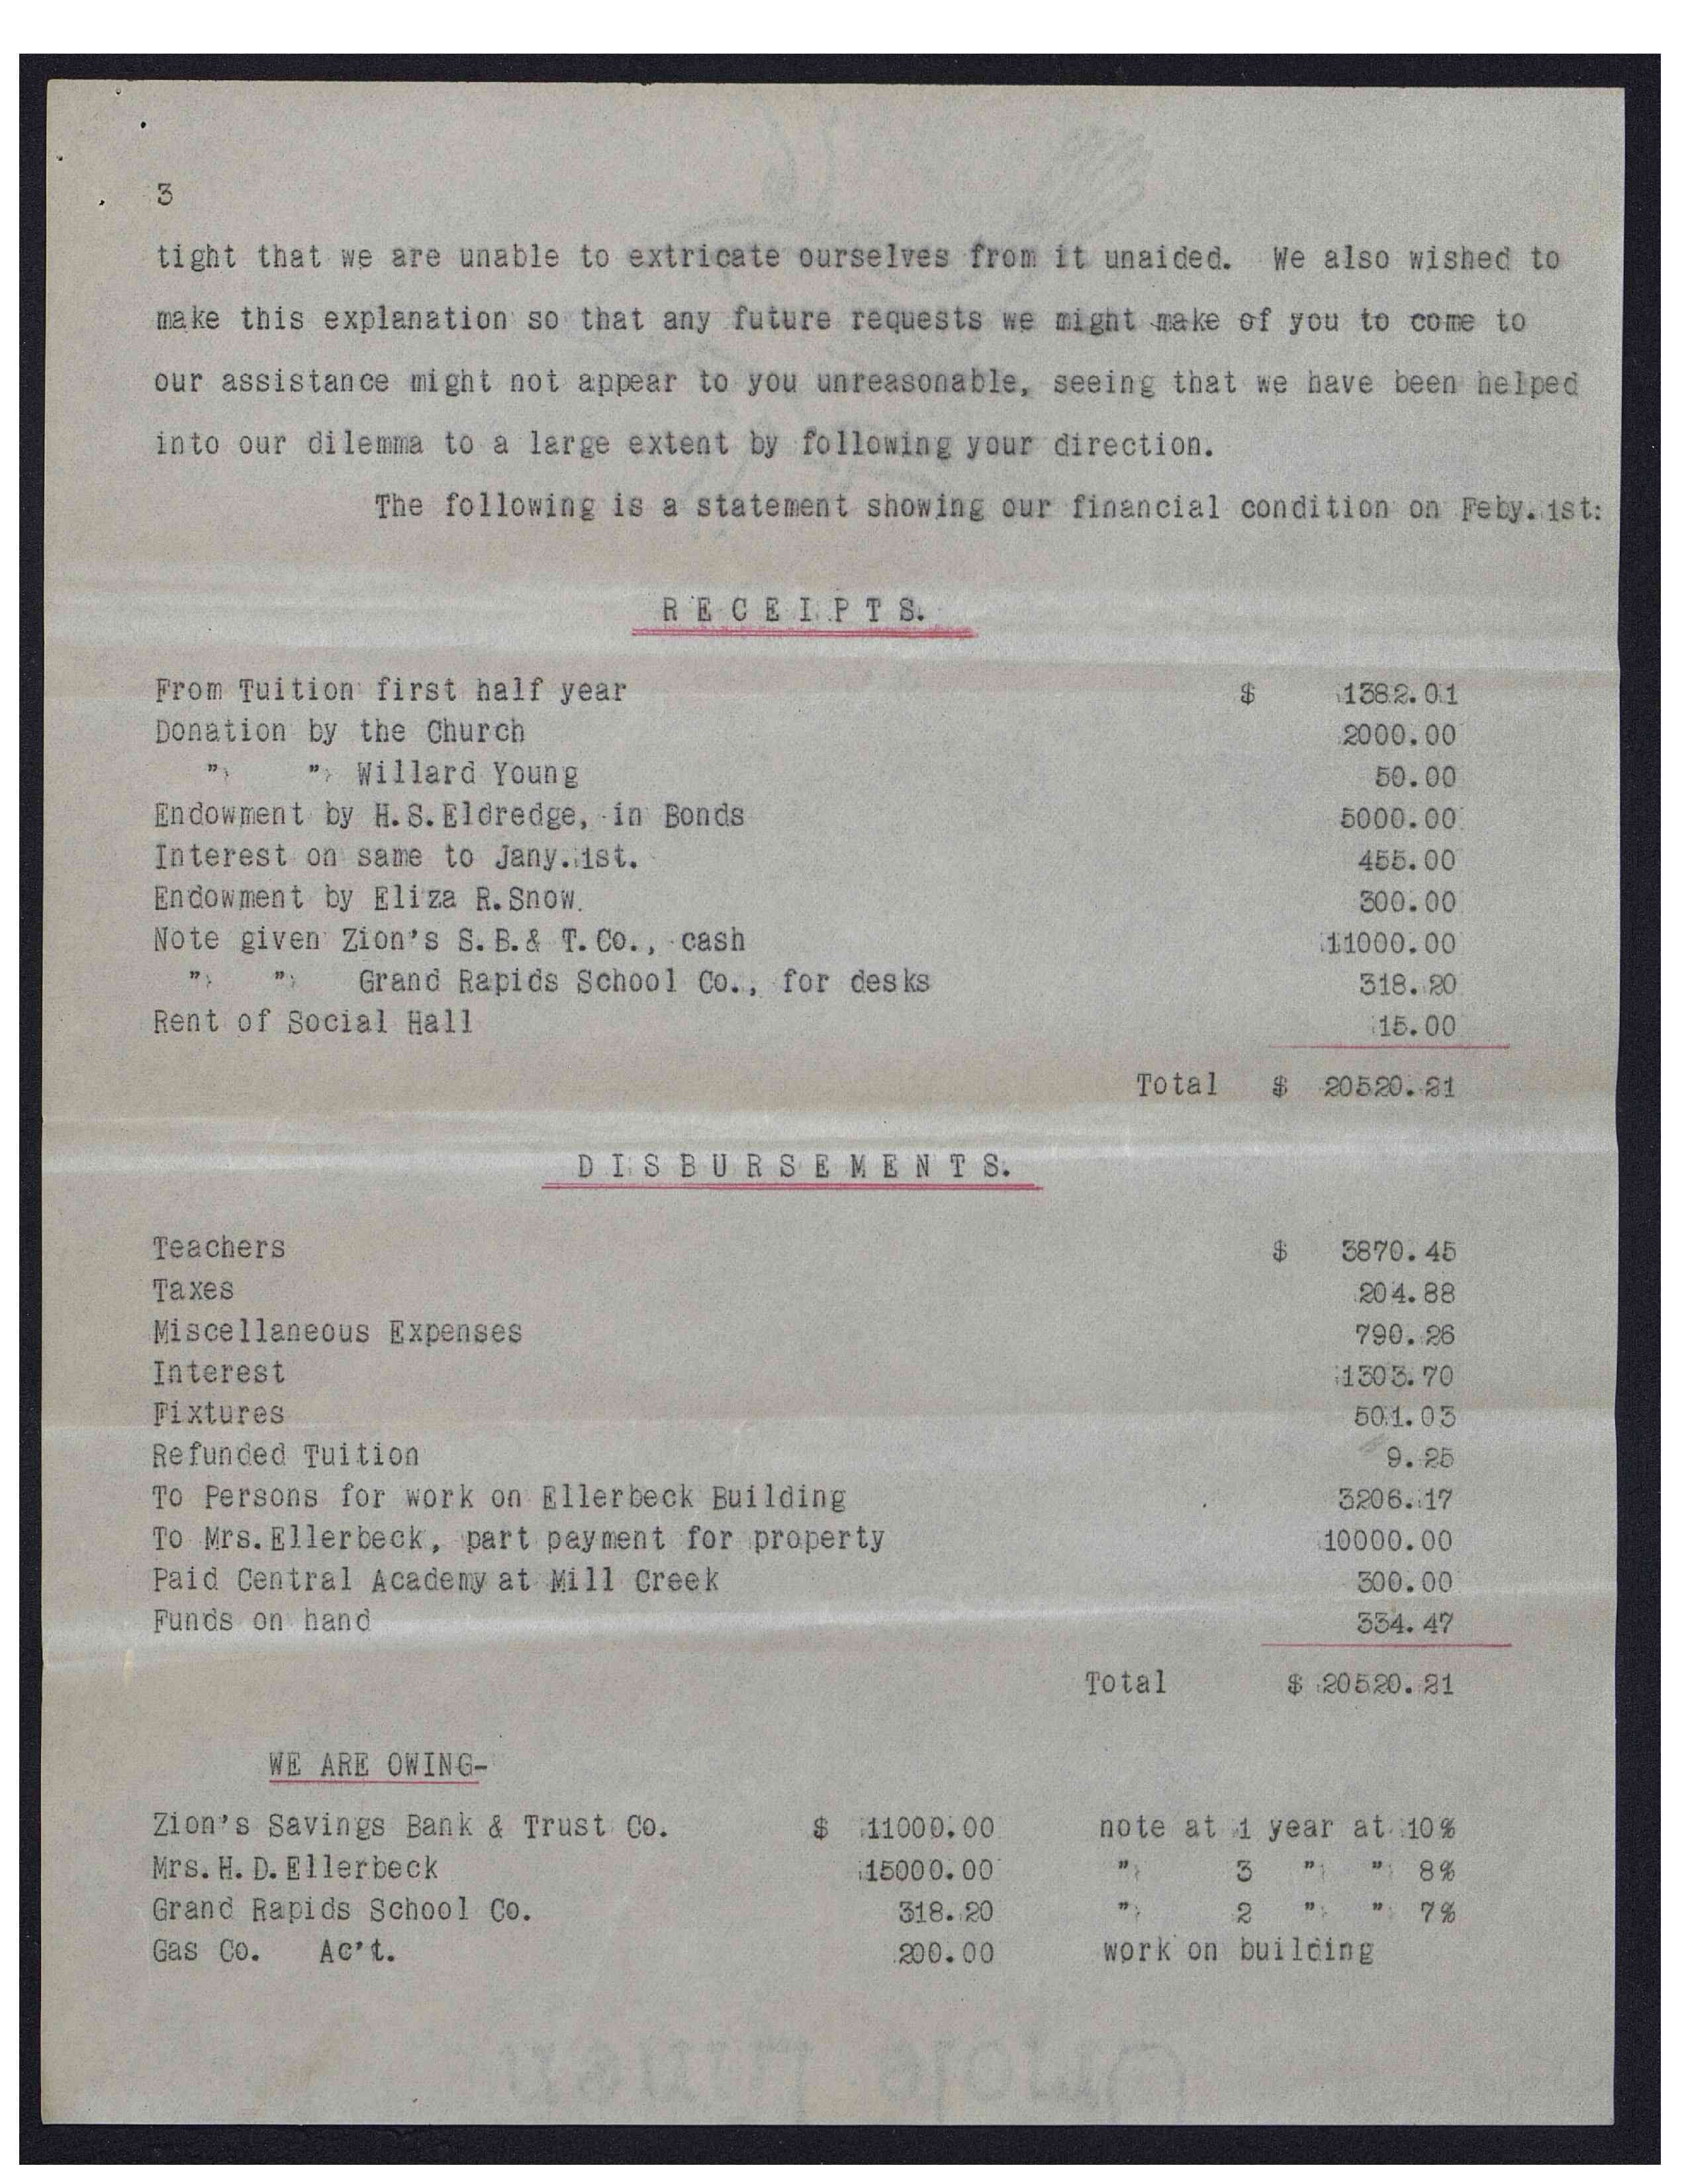 3
tight that we are unable to extricate ourselves from it unaided. We also wished to
make this explanation so that any future requests we might make of you to come to
our assistance might not appear to you unreasonable, seeing that we have been helped
into our dilemma to a large extent by following your direction.
The following is a statement showing our financial condition on Feby. 1st:
RECEIPTS.
From Tuition first half year $ 1382.01
Donation by the Church 2000.00
" " Willard Young 50.00
Endowment by H.S.Eldredge, in Bonds 5000.00
Interest on same to Jany. 1st. 455.00
Endowment by Eliza R.Snow. 300.00
Note given Zion's S.B.& T.Co., cash 11000.00
" " Grand Rapids School Co., for desks 318.20
Rent of Social Hall 15.00
Total $ 20520.21
DISBURSEMENTS.
Teachers $ 3870.45
Taxes 204.88
Miscellaneous Expenses 790.26
Interest 1303.70
Fixtures 501.03
Refunded Tuition 9.25
To Persons for work on Ellerbeck Building 3206.17
To Mrs.Ellerbeck, part payment for property 10000.00
Paid Central Academy at Mill Creek 300.00
Funds on hand 334.47
Total $ 20520.21
WE ARE OWING-
Zion's Savings Bank & Trust Co. $ 11000.00 note at 1 year at 10%
Mrs.H.D.Ellerbeck 15000.00 " 3 " " 8%
Grand Rapids School Co. 318.20 " 2 " " 7%
Gas Co. Ac't. 200.00 work on building